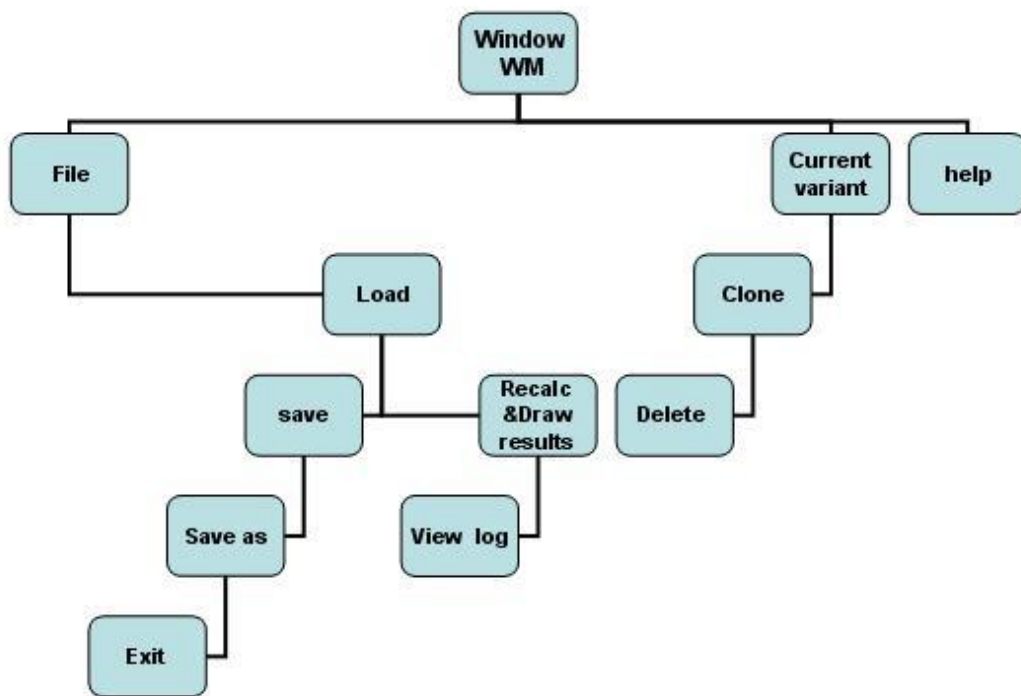 Window
WM
File
Current
variant
help
Load
Clone
save
Recalc
&Draw
results
Delete
Save as
View log
Exit